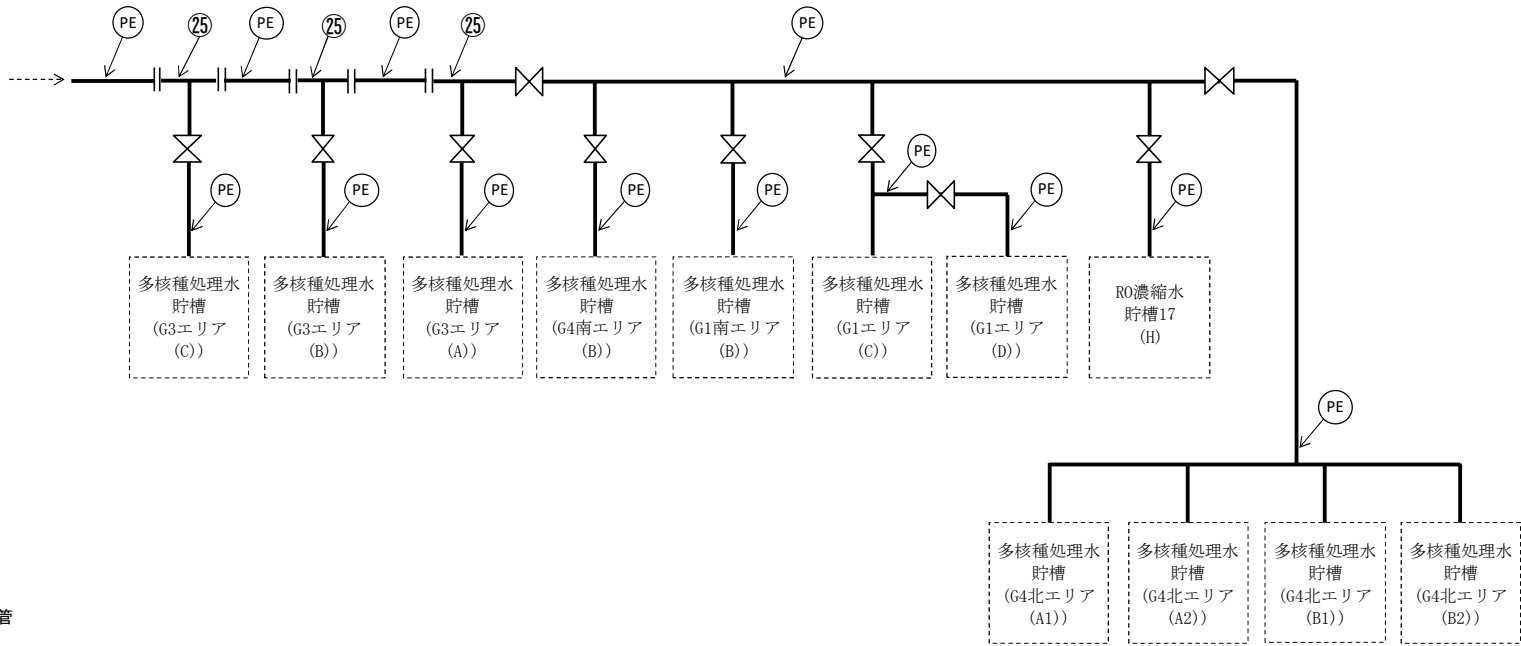 PE
㉕
PE
㉕
PE
㉕
PE
PE
PE
PE
PE
PE
PE
PE
PE
PE
多核種処理水
貯槽
(G3エリア
(C))
多核種処理水
貯槽
(G3エリア
(B))
多核種処理水
貯槽
(G3エリア
(A))
多核種処理水
貯槽
(G4南エリア
(B))
多核種処理水
貯槽
(G1南エリア
(B))
多核種処理水
貯槽
(G1エリア
(C))
多核種処理水
貯槽
(G1エリア
(D))
RO濃縮水
貯槽17
(H)
PE
多核種処理水
貯槽
(G4北エリア
(A1))
多核種処理水
貯槽
(G4北エリア
(A2))
多核種処理水
貯槽
(G4北エリア
(B1))
多核種処理水
貯槽
(G4北エリア
(B2))
管